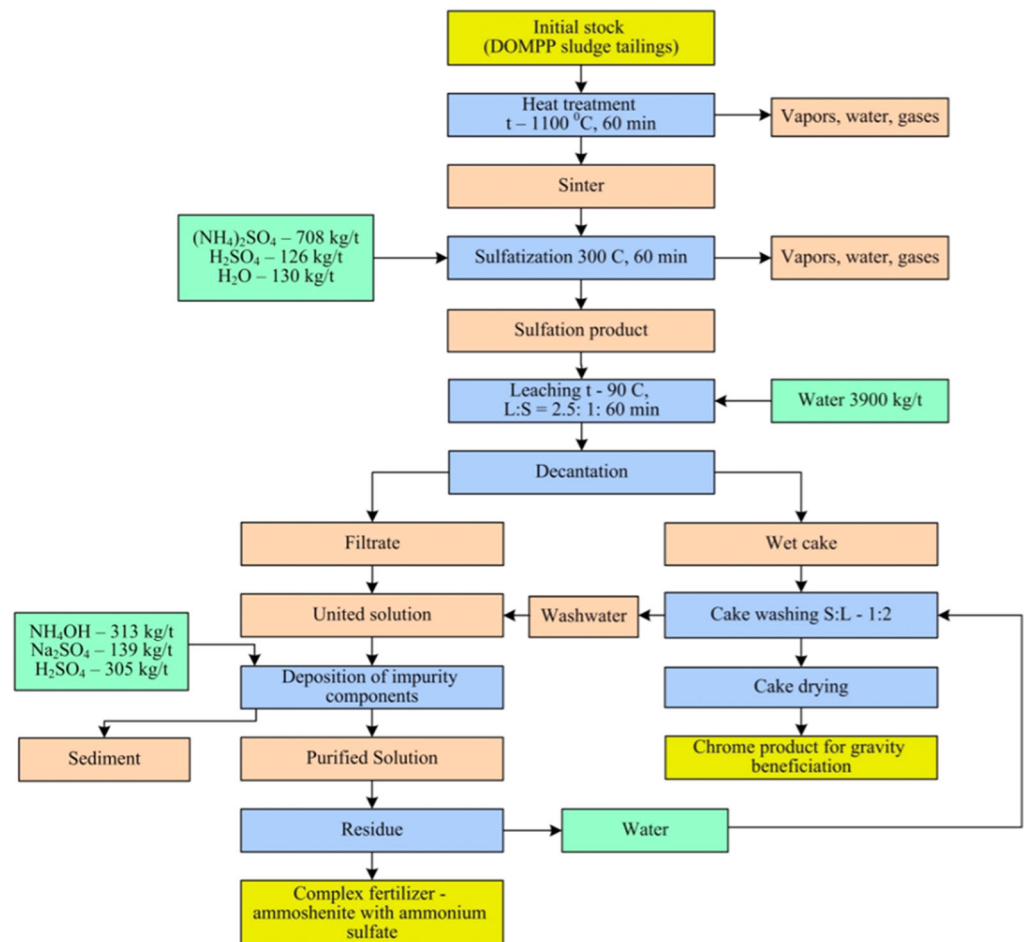 Initial stock
(DOMPP sludge tailings)
Heat treatment
t – 1100 ⁰C, 60 min
Vapors, water, gases
Sinter
(NH₄)₂SO₄ – 708 kg/t
H₂SO₄ – 126 kg/t
H₂O – 130 kg/t
Sulfatization 300 C, 60 min
Vapors, water, gases
Sulfation product
Leaching t - 90 C,
L:S = 2.5: 1: 60 min
Water 3900 kg/t
Decantation
Filtrate
Wet cake
United solution
Washwater
Cake washing S:L - 1:2
NH₄OH – 313 kg/t
Na₂SO₄ – 139 kg/t
H₂SO₄ – 305 kg/t
Deposition of impurity
components
Cake drying
Sediment
Purified Solution
Chrome product for gravity
beneficiation
Residue
Water
Complex fertilizer -
ammoshenite with ammonium
sulfate